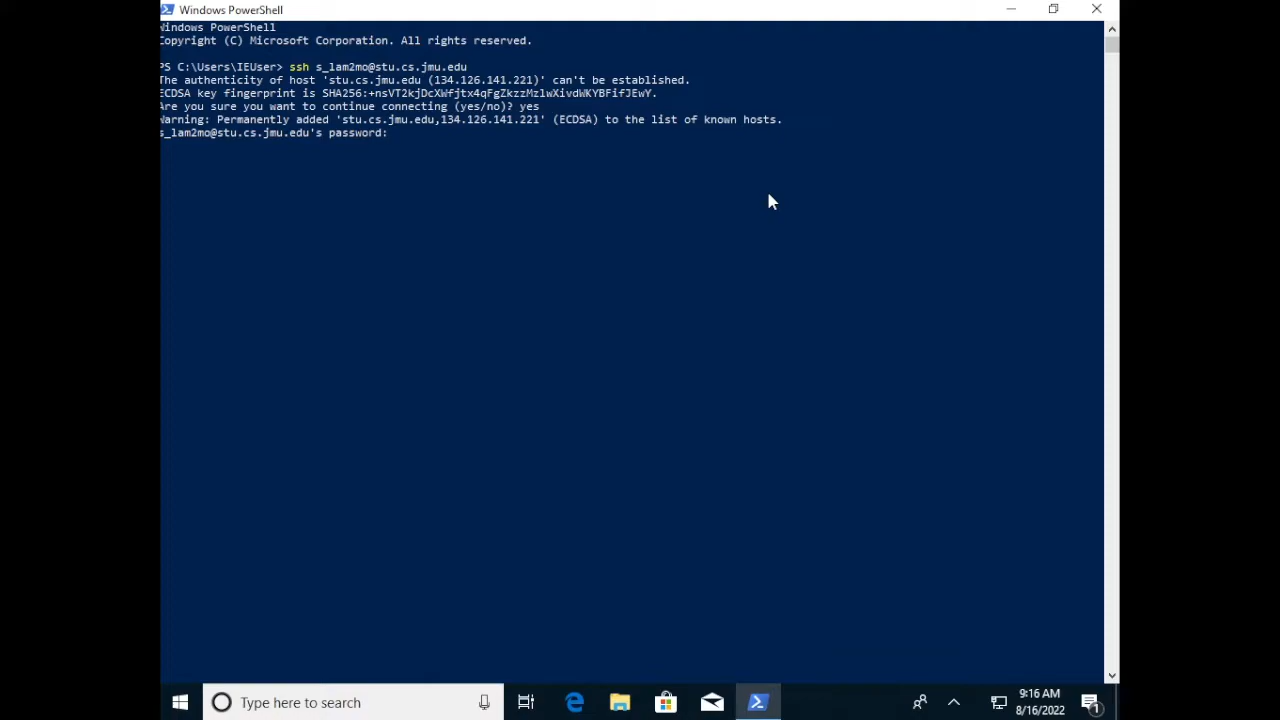 Windows PowerShell
Windows PowerShell
Copyright (C) Microsoft Corporation. All rights reserved.
PS C:\Users\IEUser> ssh s_lam2mo@stu.cs.jmu.edu
The authenticity of host 'stu.cs.jmu.edu (134.126.141.221)' can't be established.
ECDSA key fingerprint is SHA256:+nsVT2kjDcXWfjtx4qFgZkzzMzlwXivdWKYBFifJEwY.
Are you sure you want to continue connecting (yes/no)? yes
Warning: Permanently added 'stu.cs.jmu.edu,134.126.141.221' (ECDSA) to the list of known hosts.
s_lam2mo@stu.cs.jmu.edu's password:
Type here to search
9:16 AM
8/16/2022
1